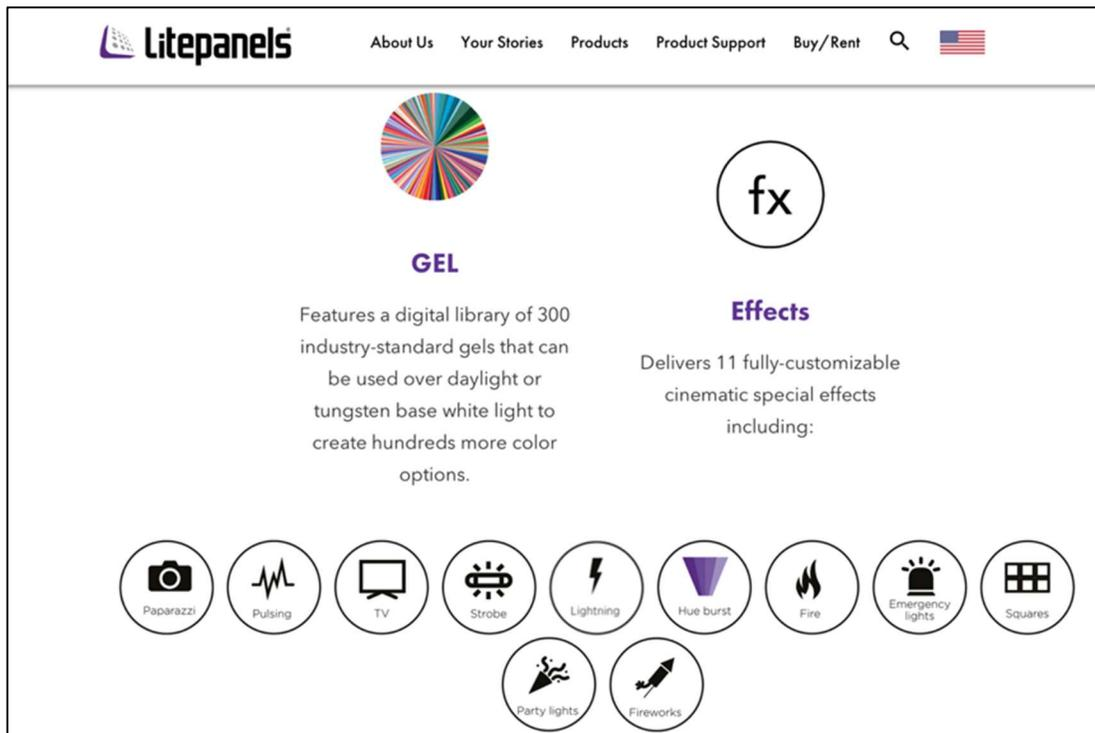 Litepanels
About Us Your Stories Products Product Support Buy/Rent
GEL
Features a digital library of 300
industry-standard gels that can
be used over daylight or
tungsten base white light to
create hundreds more color
options.
fx
Effects
Delivers 11 fully-customizable
cinematic special effects
including:
Paparazzi
Pulsing
TV
Strobe
Lightning
Hue burst
Fire
Emergency
lights
Squares
Party lights
Fireworks